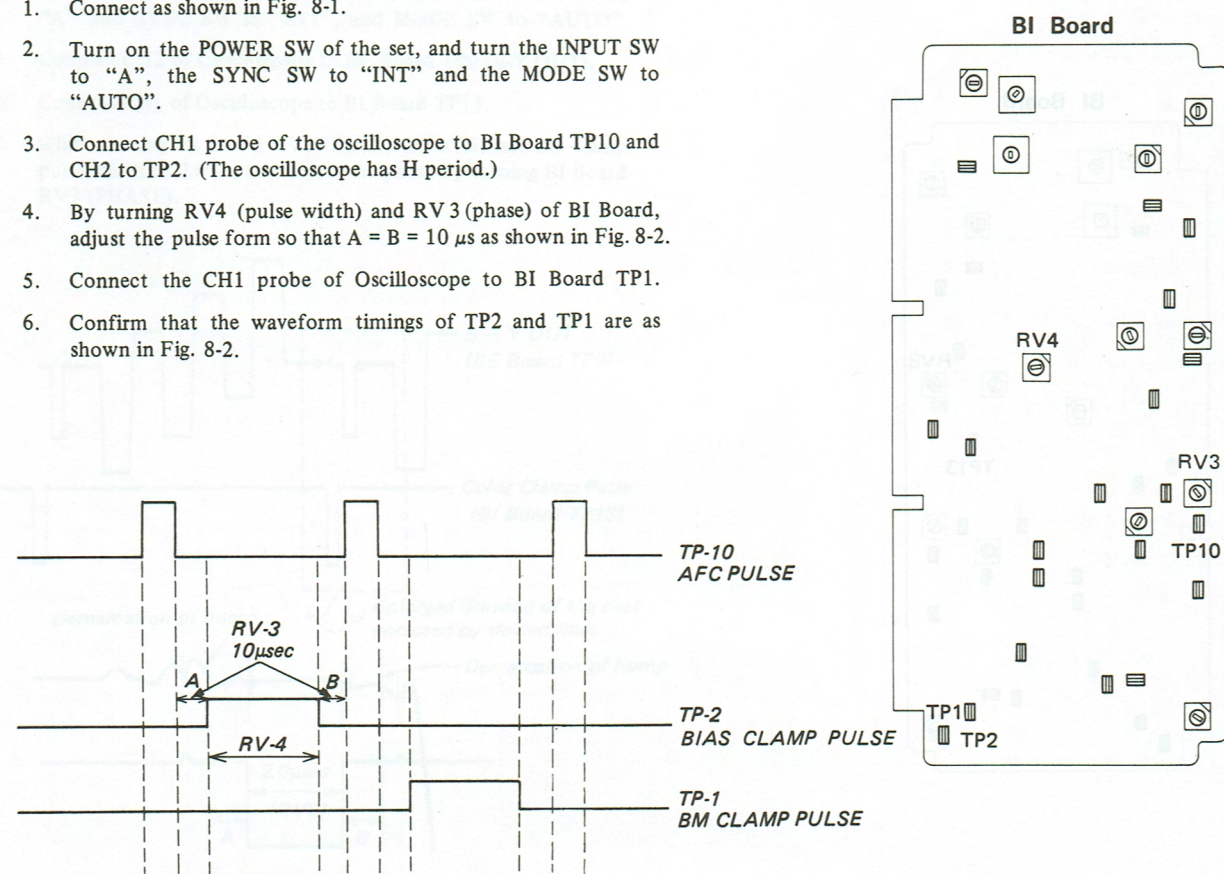 1. Connect as shown in Fig. 8-1.
2. Turn on the POWER SW of the set, and turn the INPUT SW
to “A”, the SYNC SW to “INT” and the MODE SW to
“AUTO”.
3. Connect CH1 probe of the oscilloscope to BI Board TP10 and
CH2 to TP2. (The oscilloscope has H period.)
4. By turning RV4 (pulse width) and RV3 (phase) of BI Board,
adjust the pulse form so that A = B = 10 μs as shown in Fig. 8-2.
5. Connect the CH1 probe of Oscilloscope to BI Board TP1.
6. Confirm that the waveform timings of TP2 and TP1 are as
shown in Fig. 8-2.
TP-10
AFC PULSE
RV-3
10μsec
A
B
TP-2
BIAS CLAMP PULSE
RV-4
TP-1
BM CLAMP PULSE
BI Board
RV4
RV3
TP10
TP1
TP2